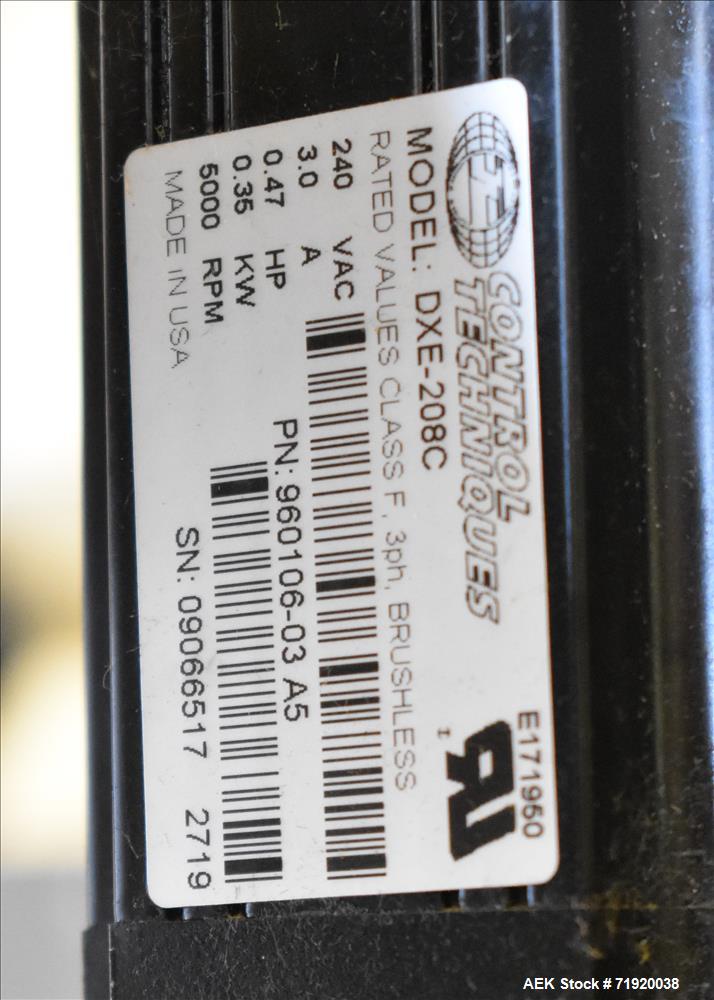 CONTROL
TECHNIQUES
E171950
MODEL: DXE-208C
RATED VALUES CLASS F, 3ph, BRUSHLESS
240 VAC
3.0 A
0.47 HP
0.35 KW
5000 RPM
MADE IN USA
PN: 960106-03 A5
SN: 09066517 2719
AEK Stock # 71920038